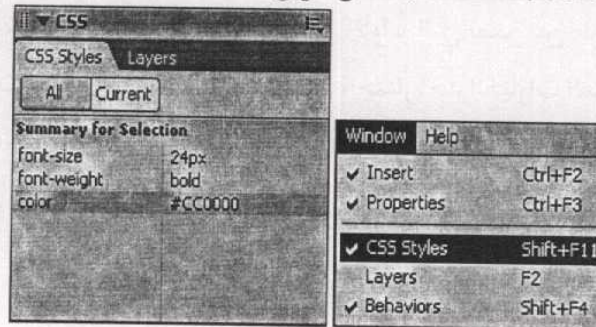 CSS
CSS Styles Layers
All Current
Summary for Selection
font-size 24px
font-weight bold
color #CC0000
Window Help
✓ Insert Ctrl+F2
✓ Properties Ctrl+F3
✓ CSS Styles Shift+F11
Layers F2
✓ Behaviors Shift+F4